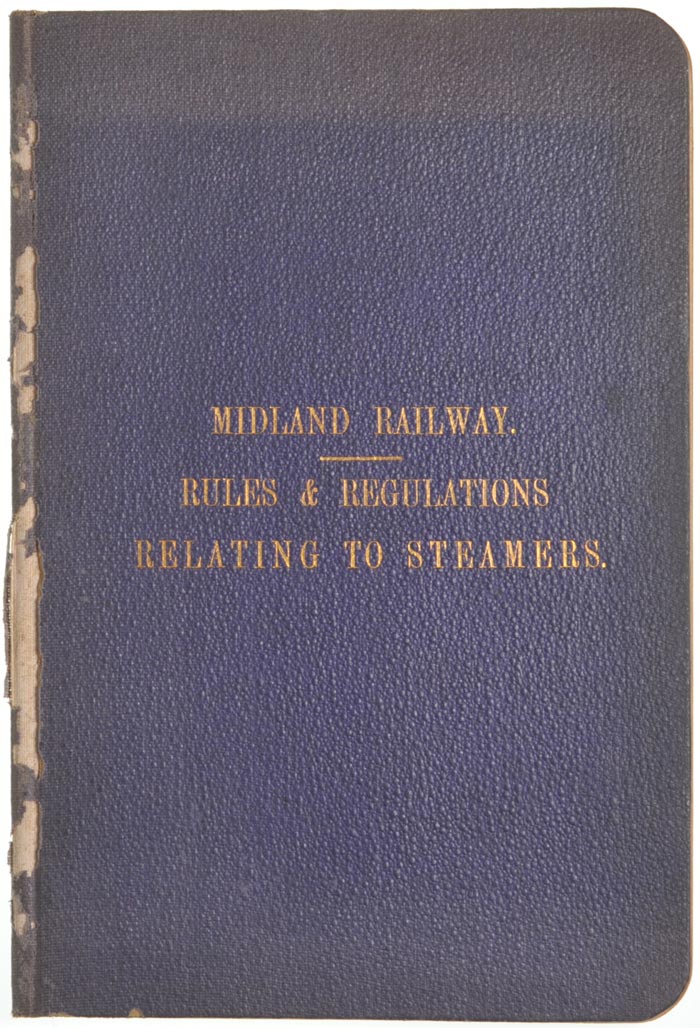 MIDLAND RAILWAY.
RULES & REGULATIONS
RELATING TO STEAMERS.